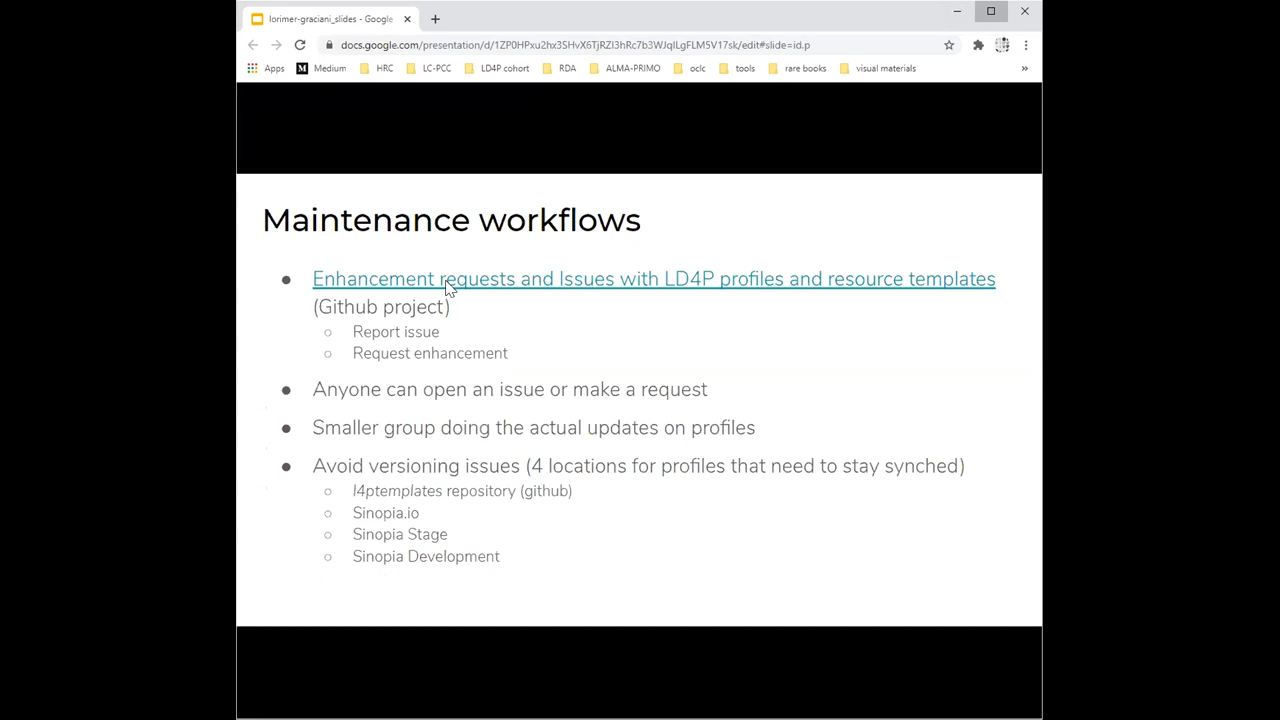 lorimer-graciani_slides - Google
docs.google.com/presentation/d/1ZP0HPxu2hx3SHvX6TjRZI3hRc7b3WJqILgFLM5V17sk/edit#slide=id.p
Apps Medium HRC LC-PCC LD4P cohort RDA ALMA-PRIMO oclc tools rare books visual materials »
Maintenance workflows
● Enhancement requests and Issues with LD4P profiles and resource templates
(Github project)
○ Report issue
○ Request enhancement
● Anyone can open an issue or make a request
● Smaller group doing the actual updates on profiles
● Avoid versioning issues (4 locations for profiles that need to stay synched)
○ l4ptemplates repository (github)
○ Sinopia.io
○ Sinopia Stage
○ Sinopia Development